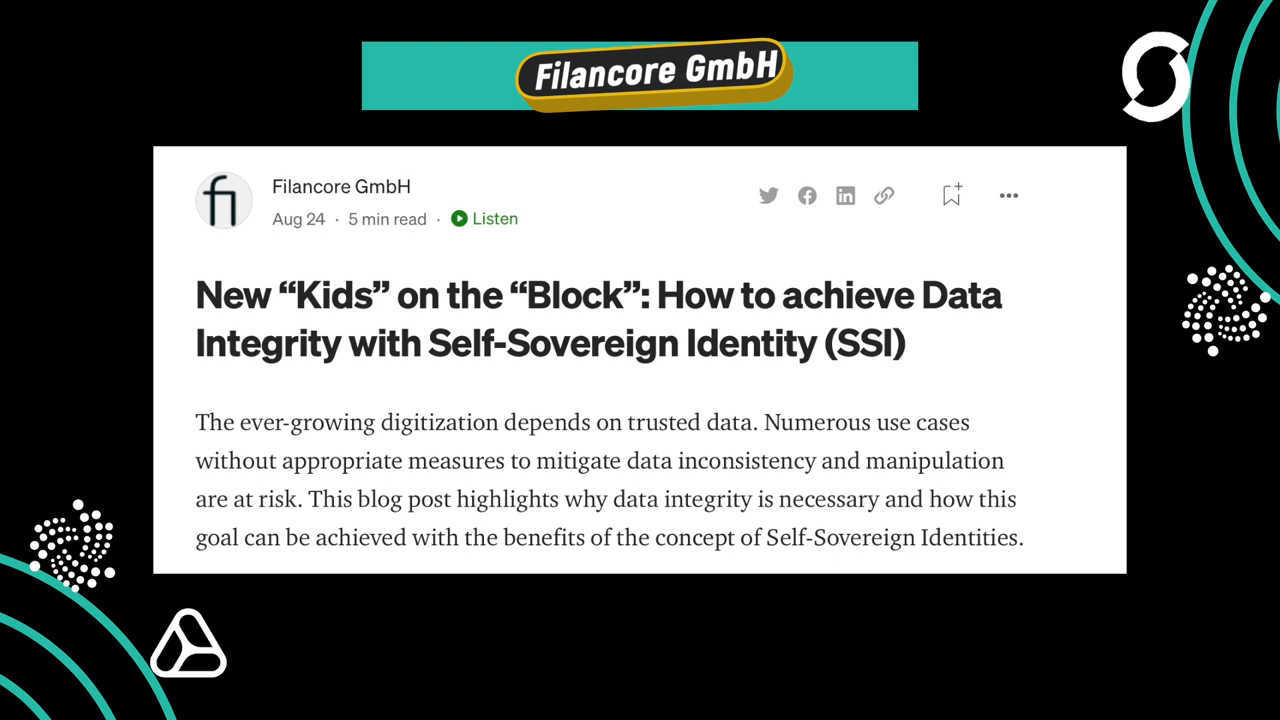 Filancore GmbH
Filancore GmbH
Aug 24 · 5 min read · Listen
New “Kids” on the “Block”: How to achieve Data
Integrity with Self-Sovereign Identity (SSI)
The ever-growing digitization depends on trusted data. Numerous use cases
without appropriate measures to mitigate data inconsistency and manipulation
are at risk. This blog post highlights why data integrity is necessary and how this
goal can be achieved with the benefits of the concept of Self-Sovereign Identities.